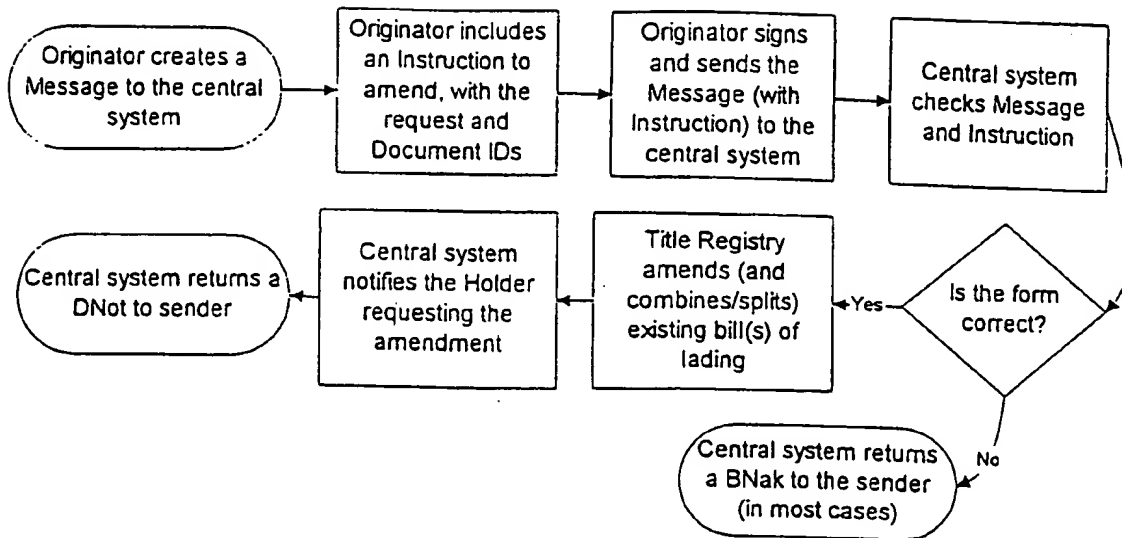 Originator creates a
Message to the central
system
Originator includes
an Instruction to
amend, with the
request and
Document IDs
Originator signs
and sends the
Message (with
Instruction) to the
central system
Central system
checks Message
and Instruction
Is the form
correct?
Yes
Title Registry
amends (and
combines/splits)
existing bill(s) of
lading
Central system
notifies the Holder
requesting the
amendment
Central system returns a
DNot to sender
No
Central system returns
a BNak to the sender
(in most cases)